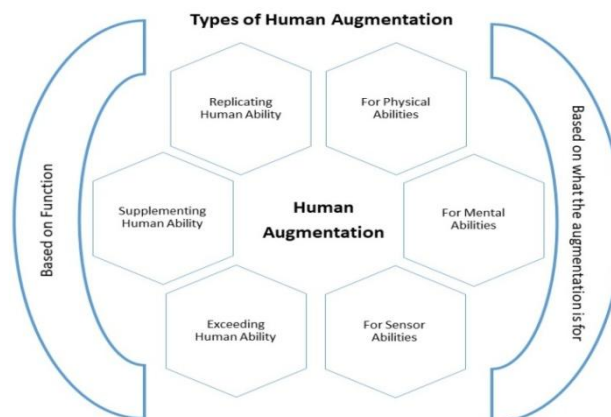 Types of Human Augmentation
Replicating
Human Ability
For Physical
Abilities
Based on Function
Supplementing
Human Ability
Human
Augmentation
For Mental
Abilities
Based on what the
augmentation is for
Exceeding
Human Ability
For Sensor
Abilities